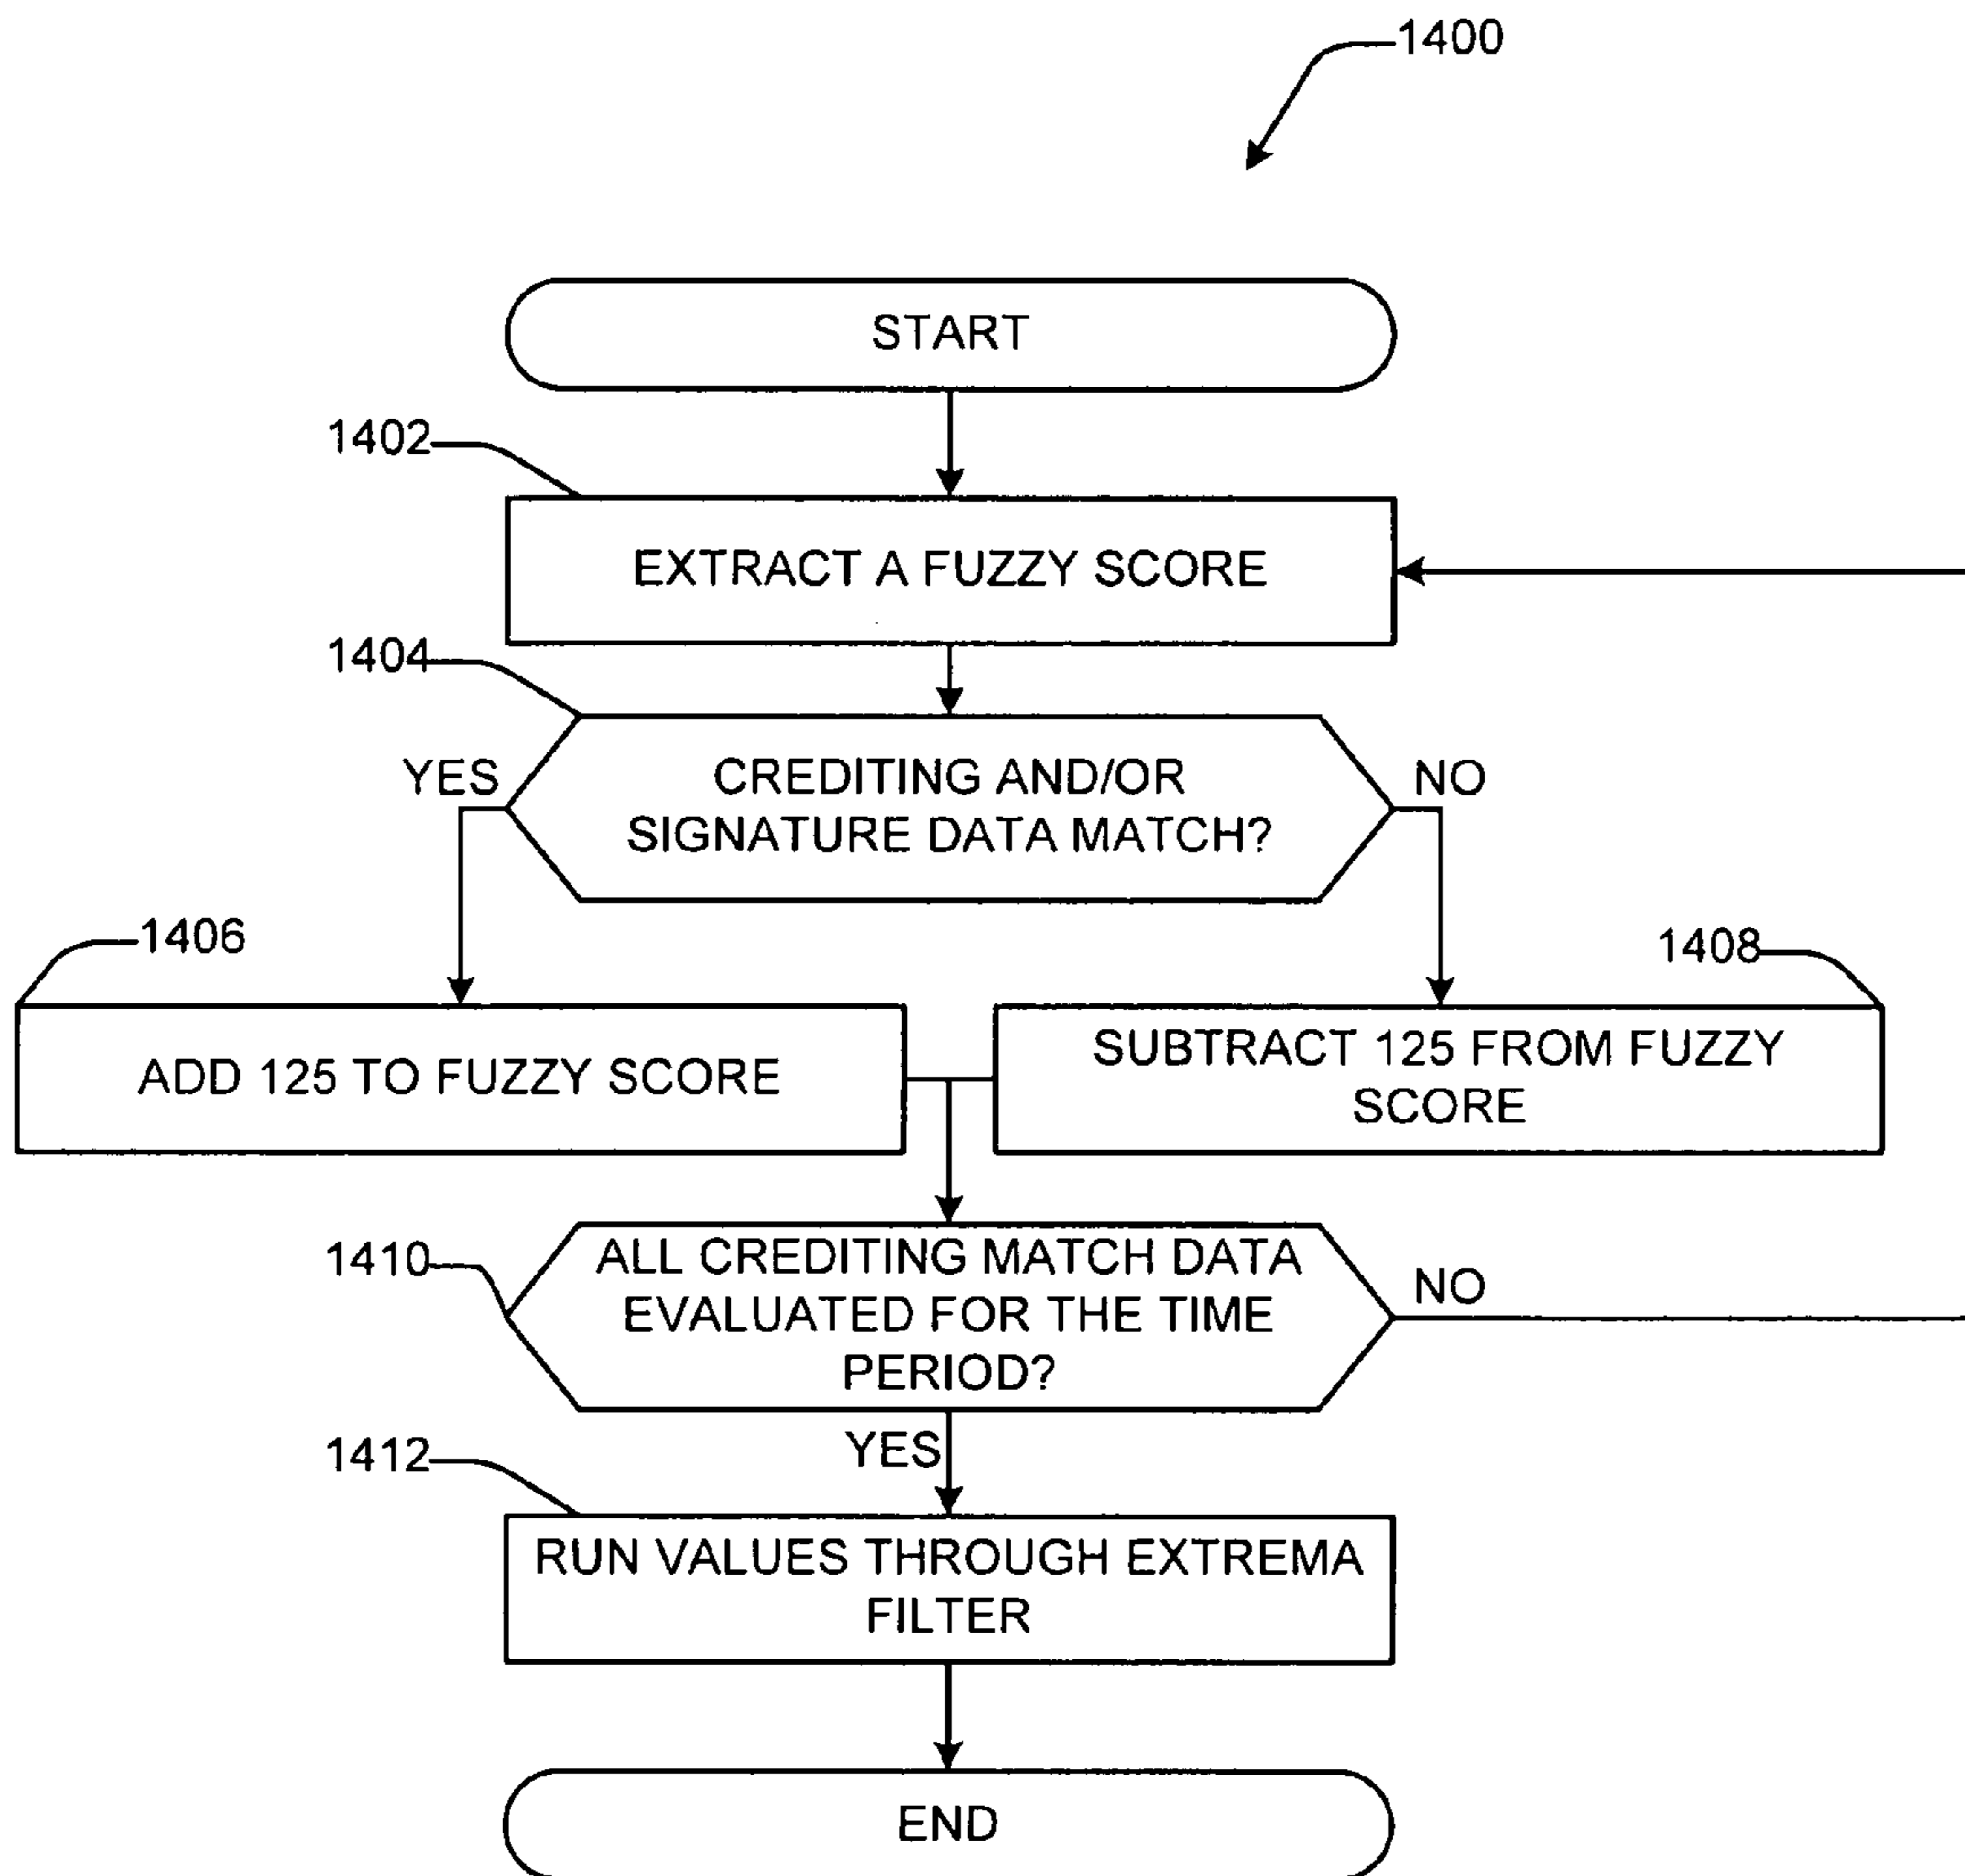 1400
START
1402
EXTRACT A FUZZY SCORE
1404
YES
CREDITING AND/OR
SIGNATURE DATA MATCH?
NO
1406
1408
ADD 125 TO FUZZY SCORE
SUBTRACT 125 FROM FUZZY
SCORE
1410
ALL CREDITING MATCH DATA
EVALUATED FOR THE TIME
PERIOD?
NO
YES
1412
RUN VALUES THROUGH EXTREMA
FILTER
END